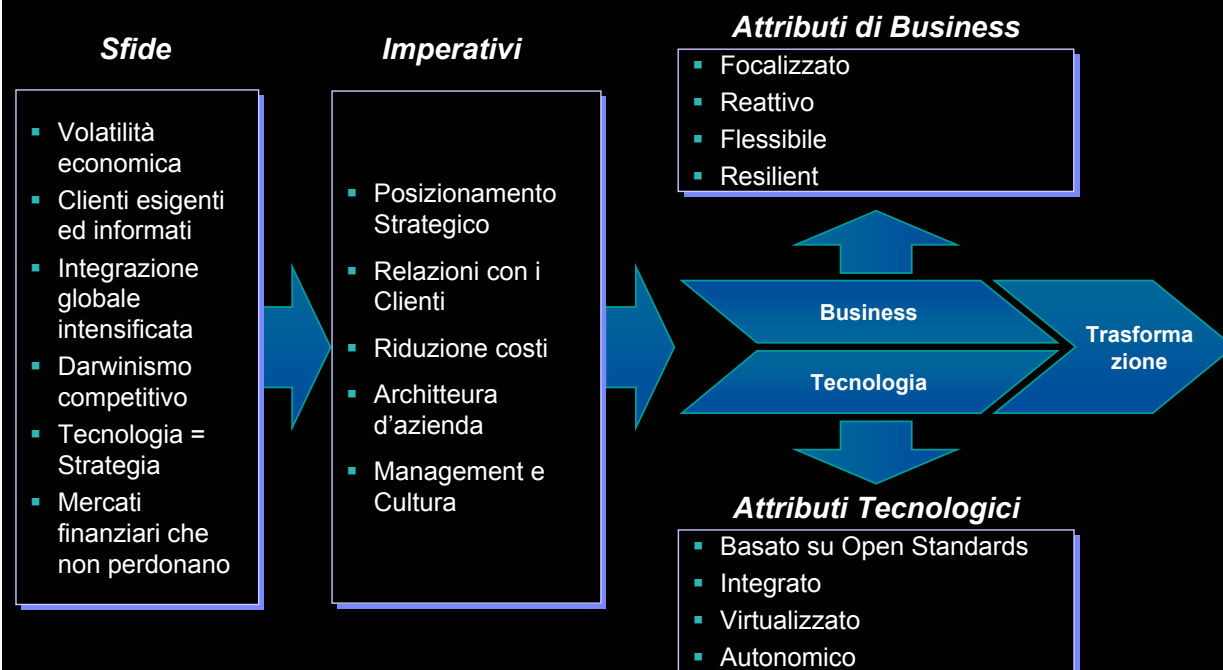 Sfide
Volatilità
economica
Clienti esigenti
ed informati
Integrazione
globale
intensificata
Darwinismo
competitivo
Tecnologia =
Strategia
Mercati
finanziari che
non perdonano
Imperativi
Posizionamento
Strategico
Relazioni con i
Clienti
Riduzione costi
Architteura
d'azienda
Management e
Cultura
Attributi di Business
Focalizzato
Reattivo
Flessibile
Resilient
Business
Tecnologia
Trasforma
zione
Attributi Tecnologici
Basato su Open Standards
Integrato
Virtualizzato
Autonomico